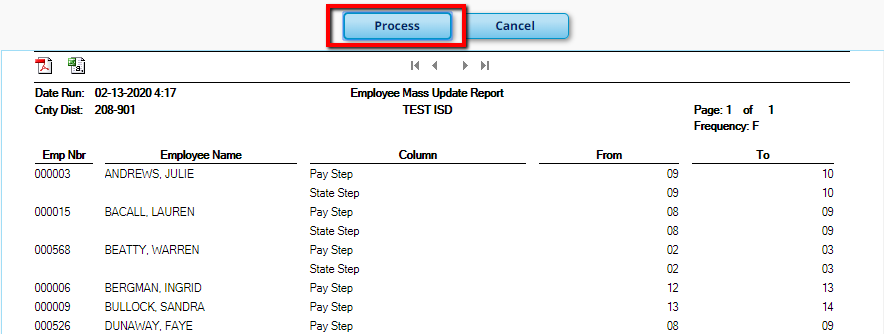 Process Cancel
Date Run: 02-13-2020 4:17 Employee Mass Update Report
Cnty Dist: 208-901 TEST ISD Page: 1 of 1
Frequency: F
Emp Nbr Employee Name Column From To
000003 ANDREWS, JULIE Pay Step 09 10
State Step 09 10
000015 BACALL, LAUREN Pay Step 08 09
State Step 08 09
000568 BEATTY, WARREN Pay Step 02 03
State Step 02 03
000006 BERGMAN, INGRID Pay Step 12 13
000009 BULLOCK, SANDRA Pay Step 13 14
000526 DUNAWAY, FAYE Pay Step 08 09